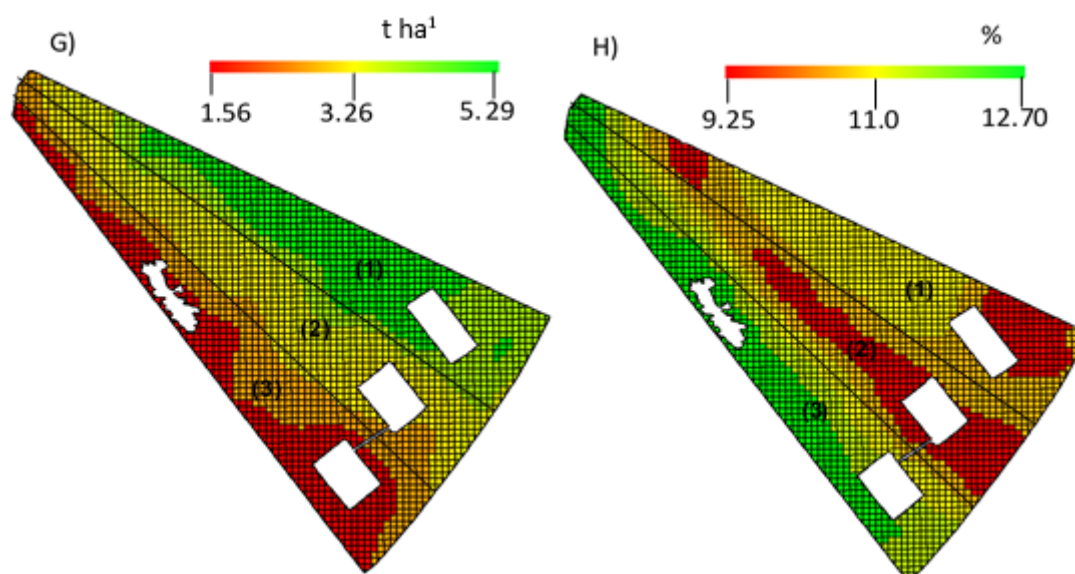 G)
t ha¹
1.56 3.26 5.29
(1)
(2)
(3)
H)
%
9.25 11.0 12.70
(1)
(2)
(3)